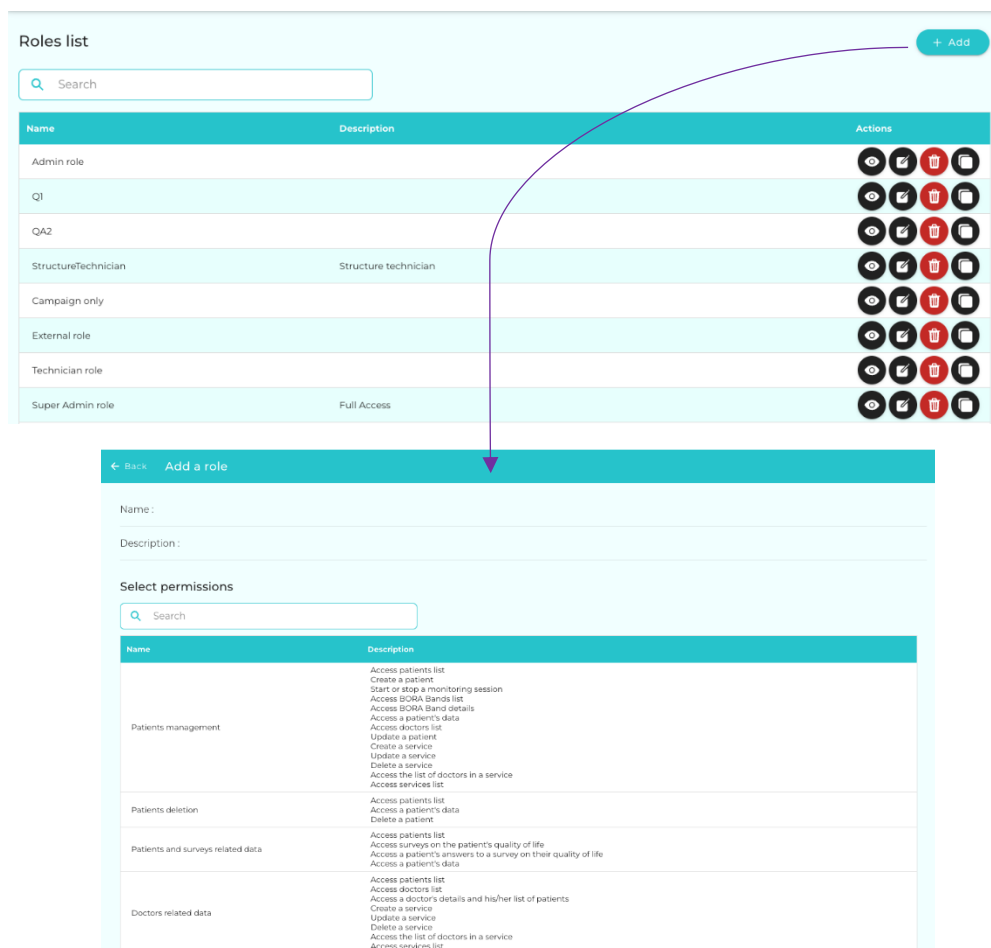 Roles list
+ Add
Search
Name Description Actions
Admin role
Q1
QA2
StructureTechnician Structure technician
Campaign only
External role
Technician role
Super Admin role Full Access
← Back Add a role
Name :
Description :
Select permissions
Search
Name Description
Patients management
Access patients list
Create a patient
Start or stop a monitoring session
Access BORA Bands list
Access BORA Band details
Access a patient's data
Access doctors list
Update a patient
Create a service
Update a service
Delete a service
Access the list of doctors in a service
Access services list
Patients deletion
Access patients list
Access a patient's data
Delete a patient
Patients and surveys related data
Access patients list
Access surveys on the patient's quality of life
Access a patient's answers to a survey on their quality of life
Access a patient's data
Doctors related data
Access patients list
Access doctors list
Access a doctor's details and his/her list of patients
Create a service
Update a service
Delete a service
Access the list of doctors in a service
Access services list